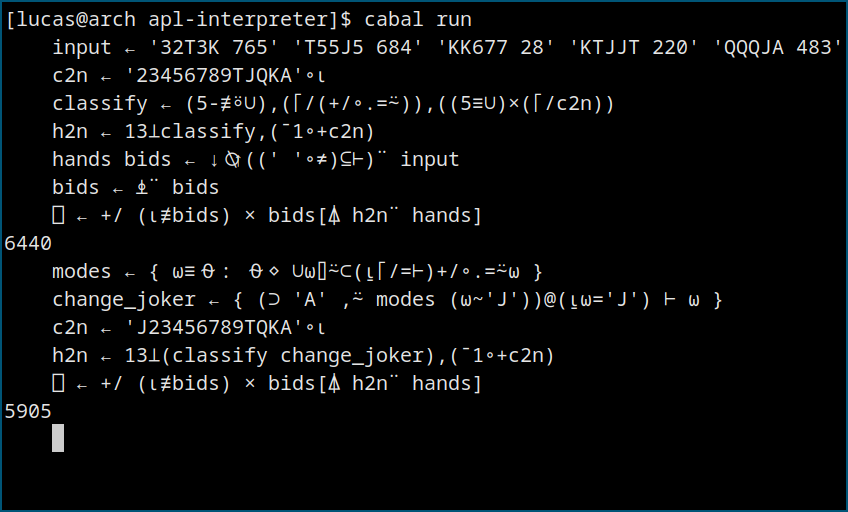 [lucas@arch apl-interpreter]$ cabal run
input ← '32T3K 765' 'T55J5 684' 'KK677 28' 'KTJJT 220' 'QQQJA 483'
c2n ← '23456789TJQKA'∘⍳
classify ← (5-≢⍤∪),(⌈/(+/∘.=⍨)),((5≡∪)×(⌈/c2n))
h2n ← 13⊥classify,(¯1∘+c2n)
hands bids ← ↓⍉((' '∘≠)⊆⊢)¨ input
bids ← ⍎¨ bids
⎕ ← +/ (⍳≢bids) × bids[⍋ h2n¨ hands]
6440
modes ← { ⍵≡⍬: ⍬ ⋄ ∪⍵⌷⍨⊂(⍸⌈/=⊢)+/∘.=⍨⍵ }
change_joker ← { (⊃ 'A' ,⍨ modes (⍵~'J'))@(⍸⍵='J') ⊢ ⍵ }
c2n ← 'J23456789TQKA'∘⍳
h2n ← 13⊥(classify change_joker),(¯1∘+c2n)
⎕ ← +/ (⍳≢bids) × bids[⍋ h2n¨ hands]
5905